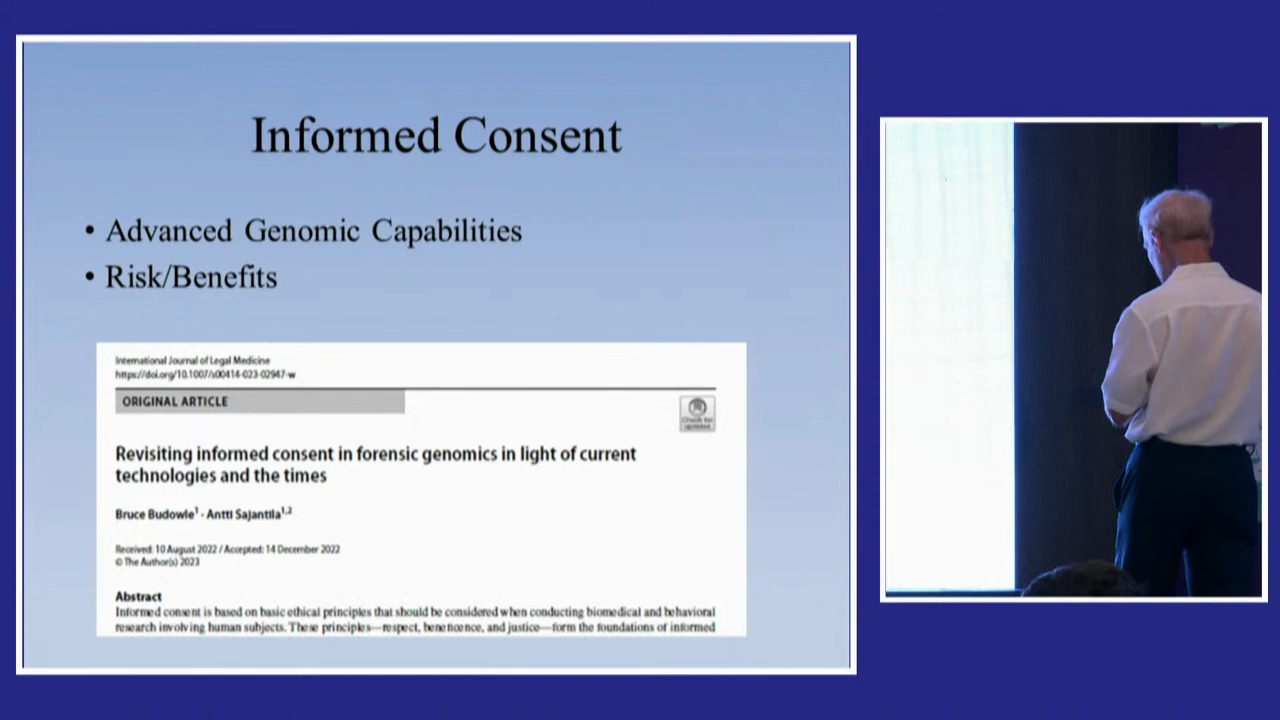 Informed Consent
• Advanced Genomic Capabilities
• Risk/Benefits
International Journal of Legal Medicine
https://doi.org/10.1007/s00414-023-02947-w
ORIGINAL ARTICLE
Check for
updates
Revisiting informed consent in forensic genomics in light of current
technologies and the times
Bruce Budowle¹ · Antti Sajantila¹,²
Received: 10 August 2022 / Accepted: 14 December 2022
© The Author(s) 2023
Abstract
Informed consent is based on basic ethical principles that should be considered when conducting biomedical and behavioral
research involving human subjects. These principles—respect, beneficence, and justice—form the foundations of informed